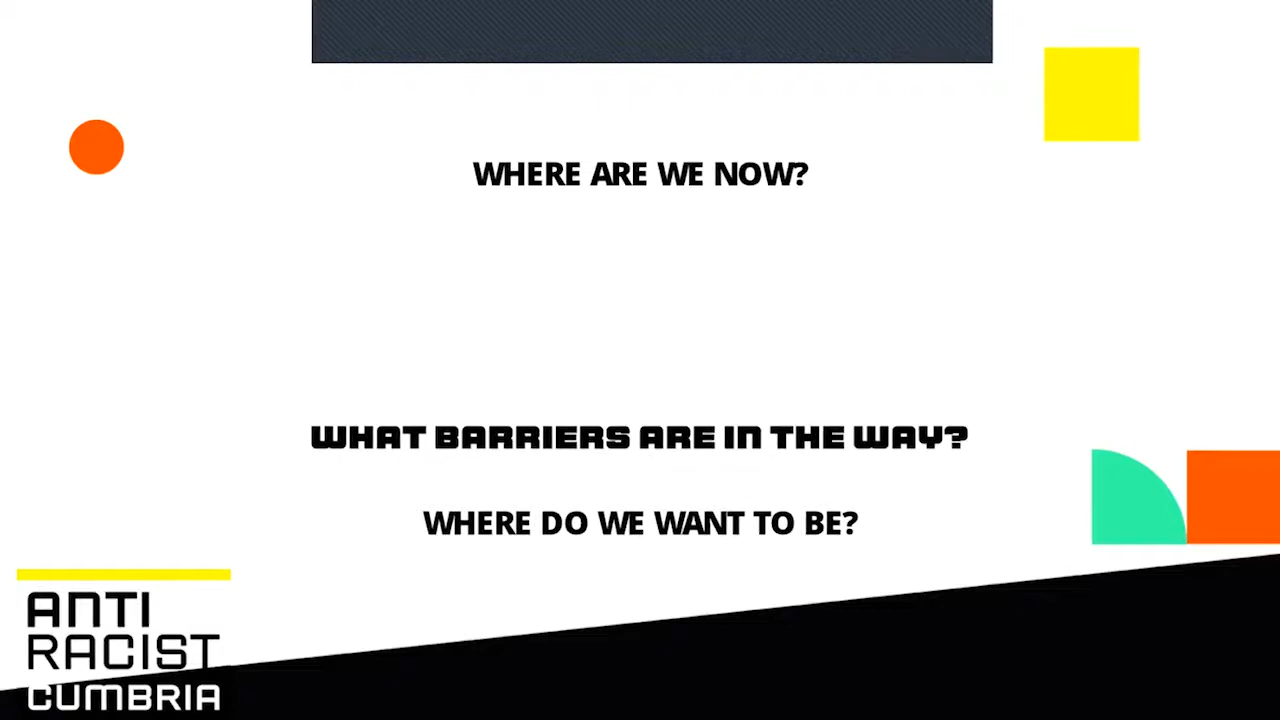 WHERE ARE WE NOW?
WHAT BARRIERS ARE IN THE WAY?
WHERE DO WE WANT TO BE?
ANTI
RACIST
CUMBRIA